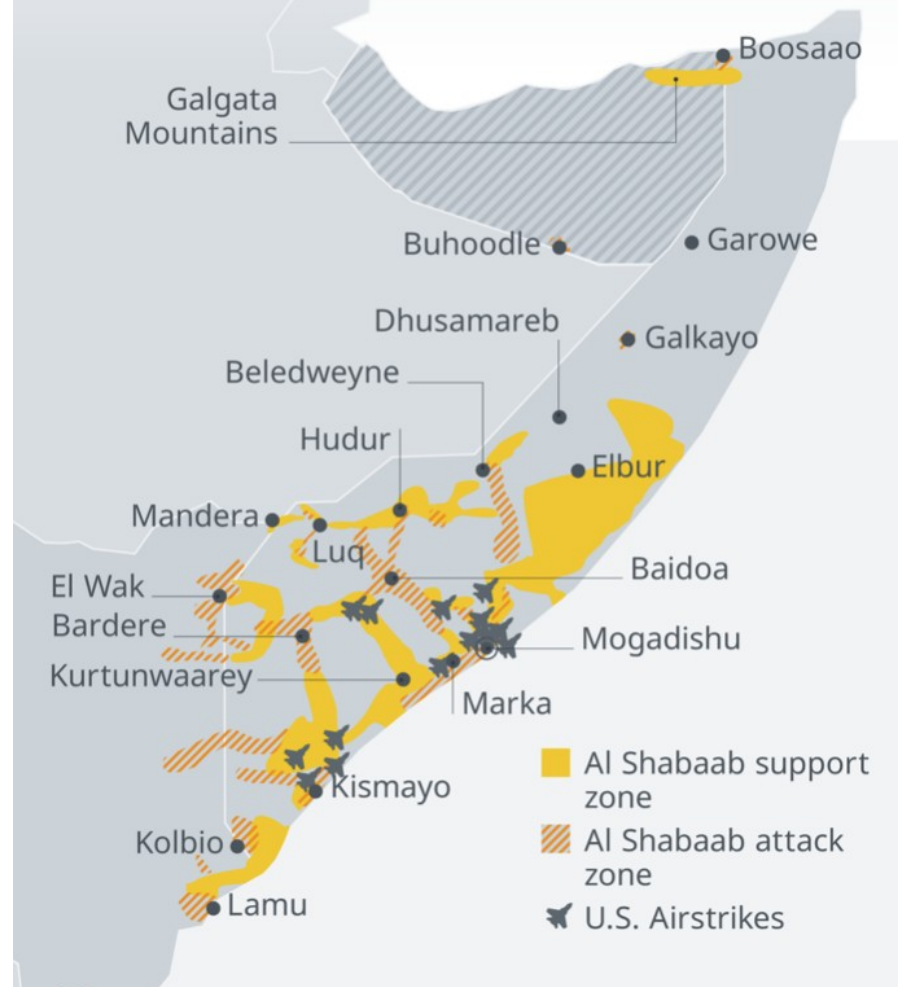 Boosaao
Galgata
Mountains
Buhoodle
Garowe
Dhusamareb
Galkayo
Beledweyne
Hudur
Elbur
Mandera
Luq
Baidoa
El Wak
Bardere
Mogadishu
Kurtunwaarey
Marka
Al Shabaab support
zone
Kismayo
Al Shabaab attack
zone
Kolbio
Lamu
U.S. Airstrikes